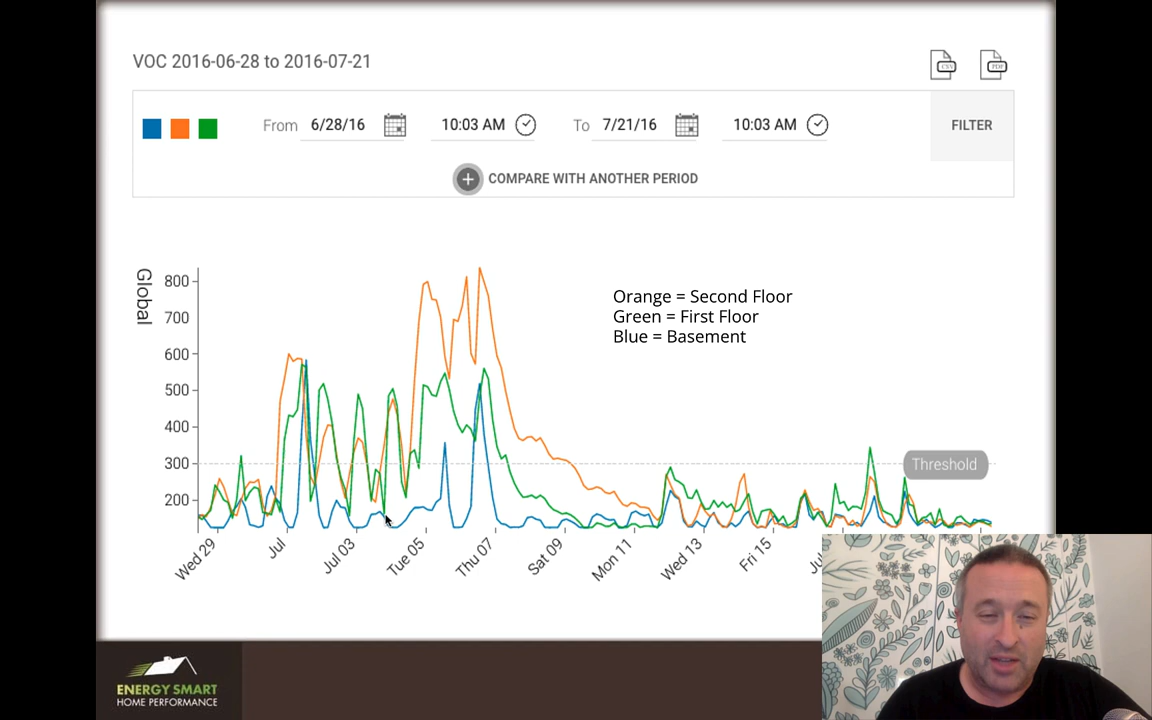 VOC 2016-06-28 to 2016-07-21
CSV PDF
From 6/28/16 10:03 AM To 7/21/16 10:03 AM FILTER
+ COMPARE WITH ANOTHER PERIOD
Global
800
700
600
500
400
300
200
Orange = Second Floor
Green = First Floor
Blue = Basement
Threshold
Wed 29 Jul Jul 03 Tue 05 Thu 07 Sat 09 Mon 11 Wed 13 Fri 15
ENERGY SMART
HOME PERFORMANCE